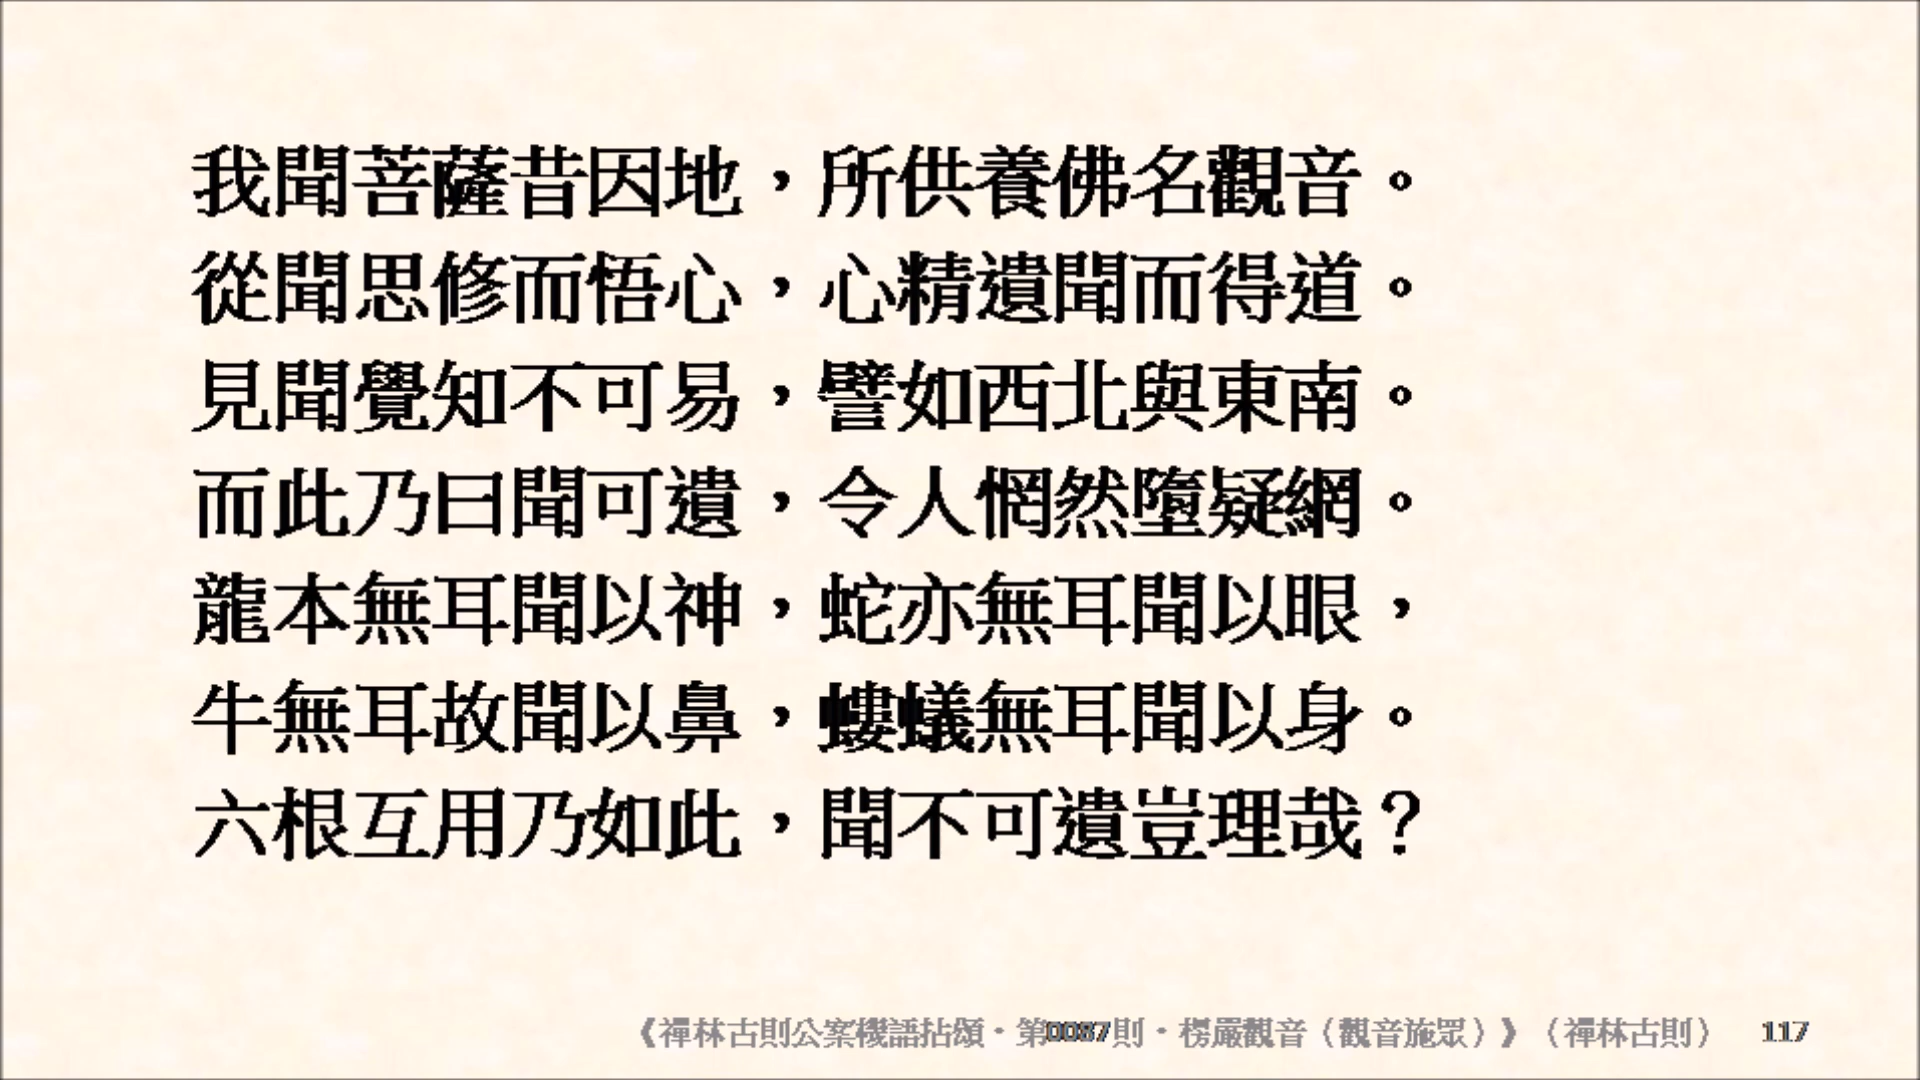 我聞菩薩昔因地，所供養佛名觀音。
從聞思修而悟心，心精遺聞而得道。
見聞覺知不可易，譬如西北與東南。
而此乃曰聞可遺，令人惘然墮疑網。
龍本無耳聞以神，蛇亦無耳聞以眼，
牛無耳故聞以鼻，螻蟻無耳聞以身。
六根互用乃如此，聞不可遺豈理哉？
《禪林古則公案機語拈頌·第0087則·楞嚴觀音（觀音施眾）》（禪林古則） 117